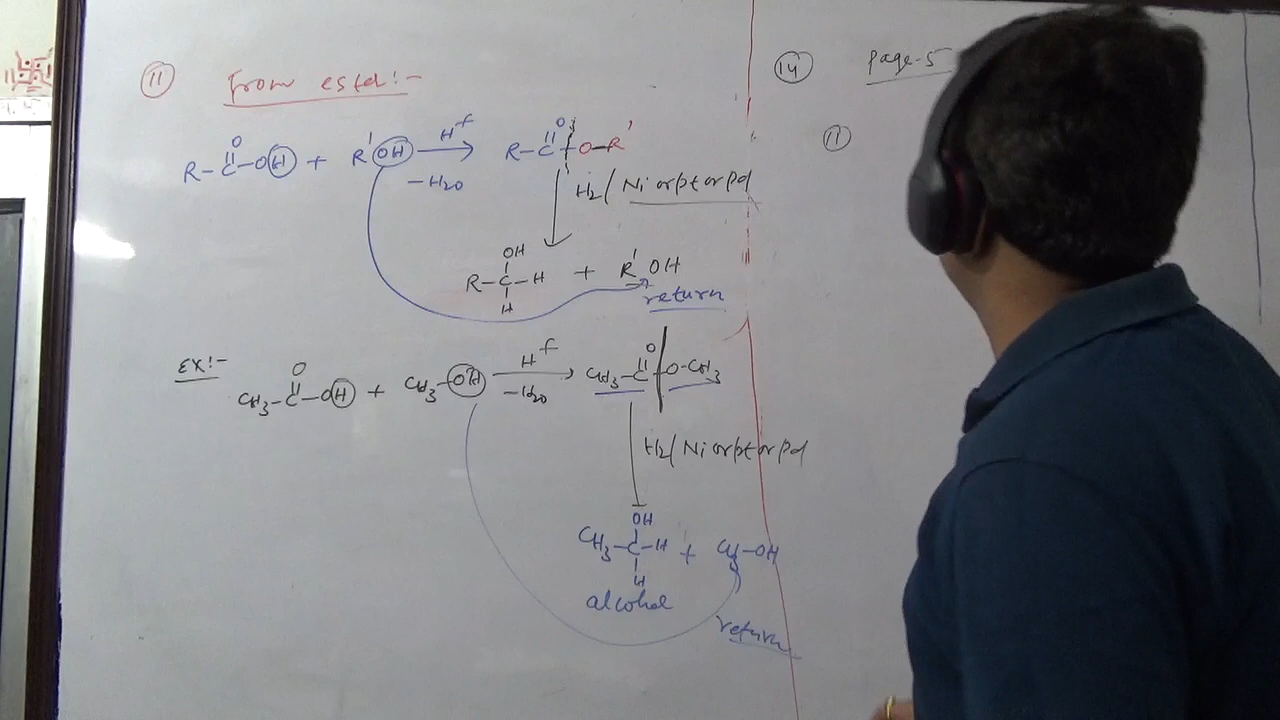 11 From ester:-
O
R-C-OH + R'OH H+ -H2O R-C-O-R'
H2/Ni or pt or pd
OH
R-C-H + R'OH
H
return
Ex:- CH3-C-OH + CH3-OH H+ -H2O CH3-C-O-CH3
H2/Ni or pt or pd
OH
CH3-C-H + CH3-OH
H
alcohol
return
14 page-5